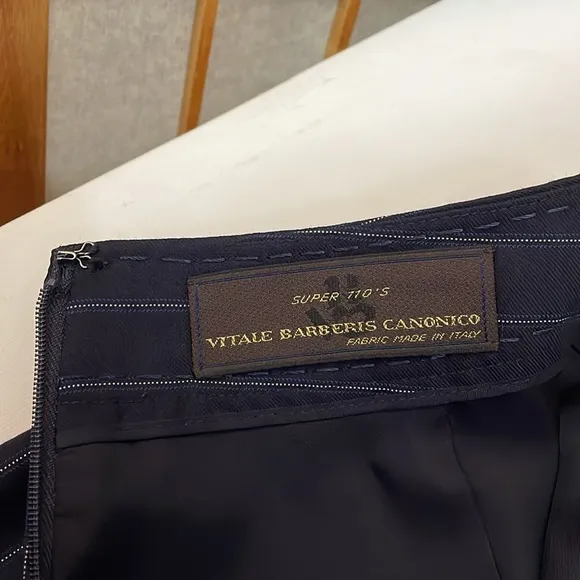 SUPER 110'S
VITALE BARBERIS CANONICO
FABRIC MADE IN ITALY